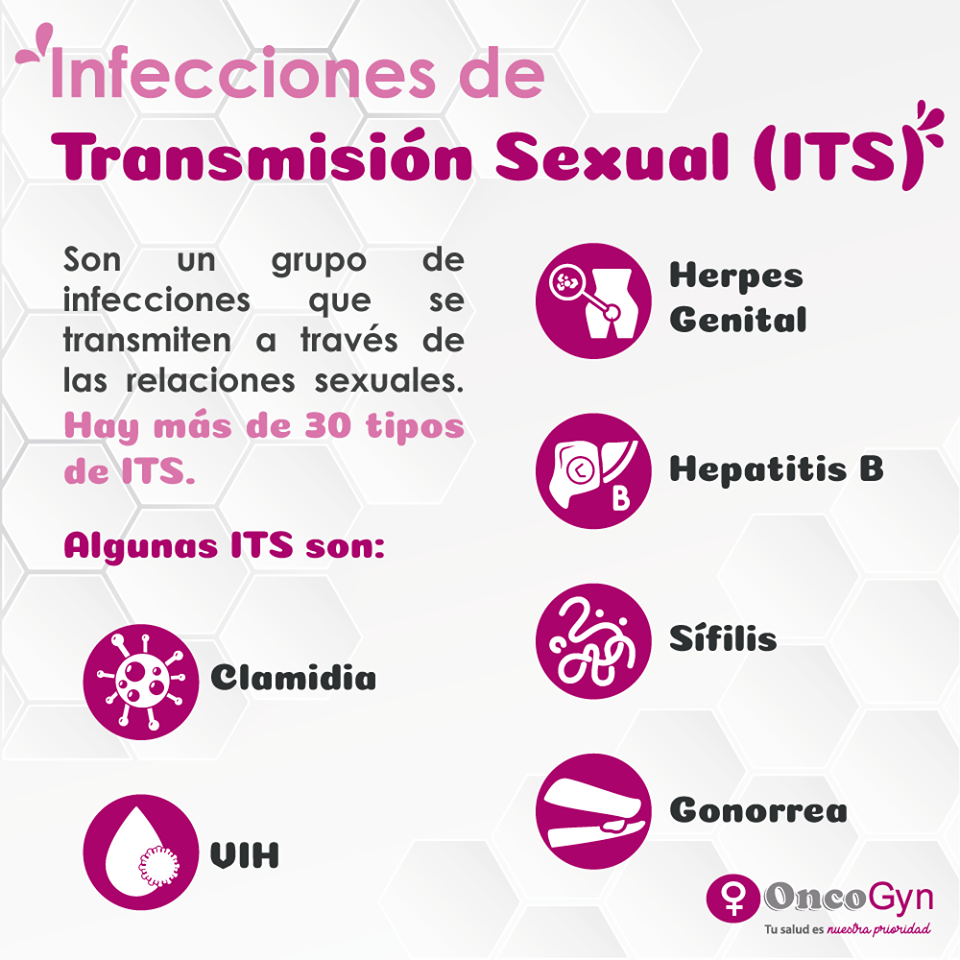 Infecciones de
Transmisión Sexual (ITS)
Son un grupo de
infecciones que se
transmiten a través de
las relaciones sexuales.
Hay más de 30 tipos
de ITS.
Algunas ITS son:
Clamidia
VIH
Herpes
Genital
B
Hepatitis B
Sífilis
Gonorrea
OncoGyn
Tu salud es nuestra prioridad